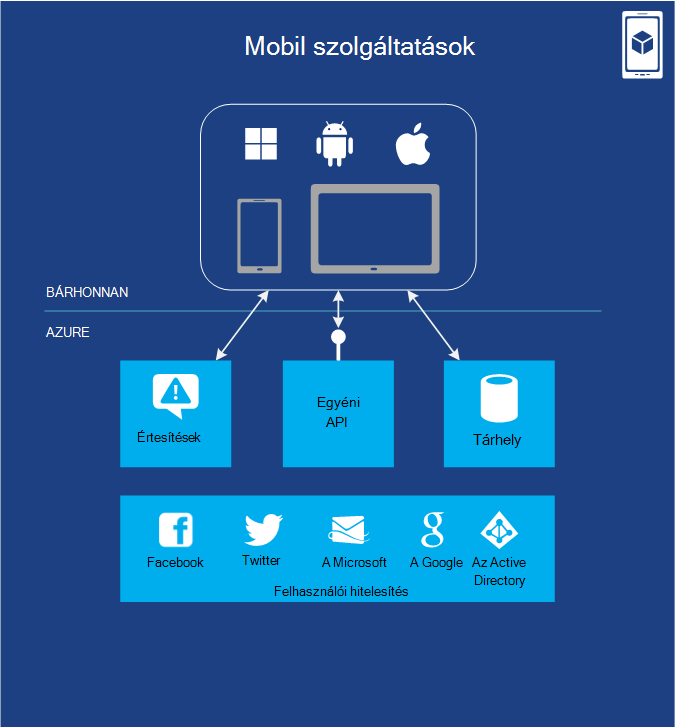 Mobil szolgáltatások
BÁRHONNAN
AZURE
Értesítések
Egyéni
API
Tárhely
Facebook
Twitter
A Microsoft
A Google
Az Active
Directory
Felhasználói hitelesítés